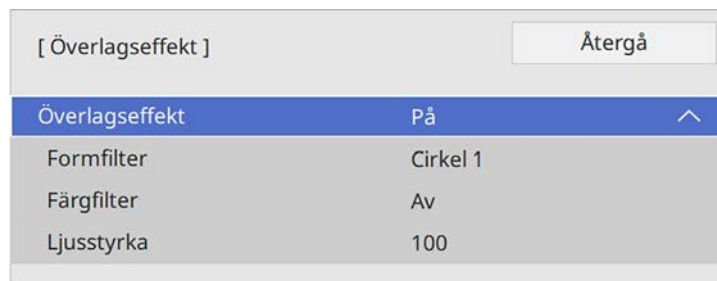 [ Överlagseffekt ] Återgå
Överlagseffekt På
Formfilter Cirkel 1
Färgfilter Av
Ljusstyrka 100